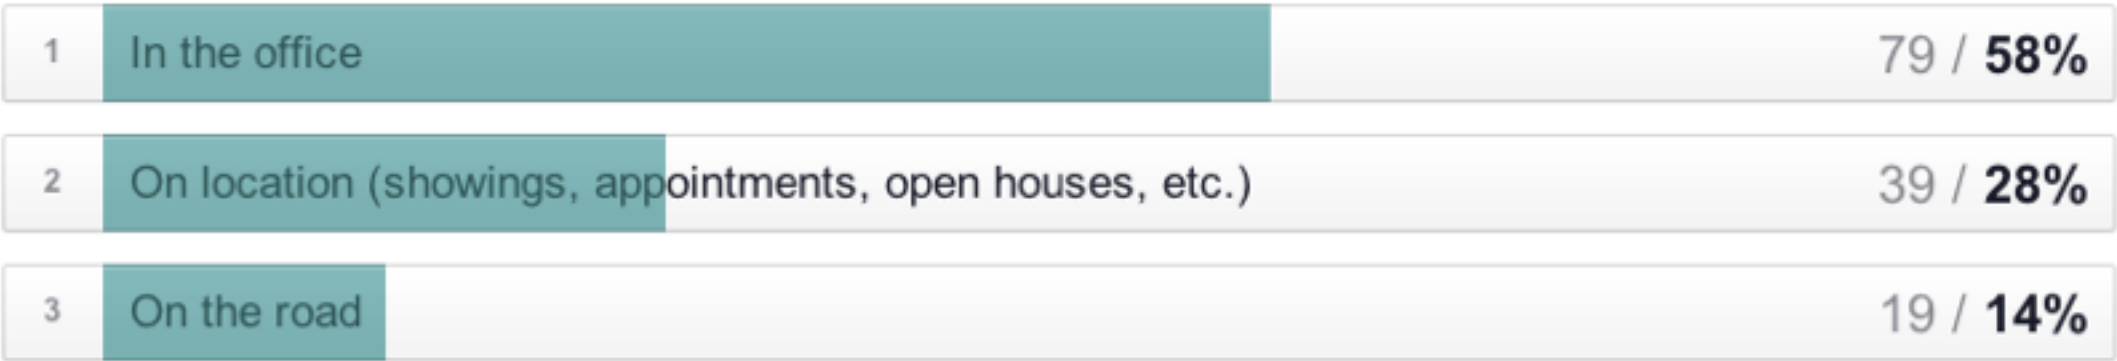 1 In the office 79 / 58%
2 On location (showings, appointments, open houses, etc.) 39 / 28%
3 On the road 19 / 14%